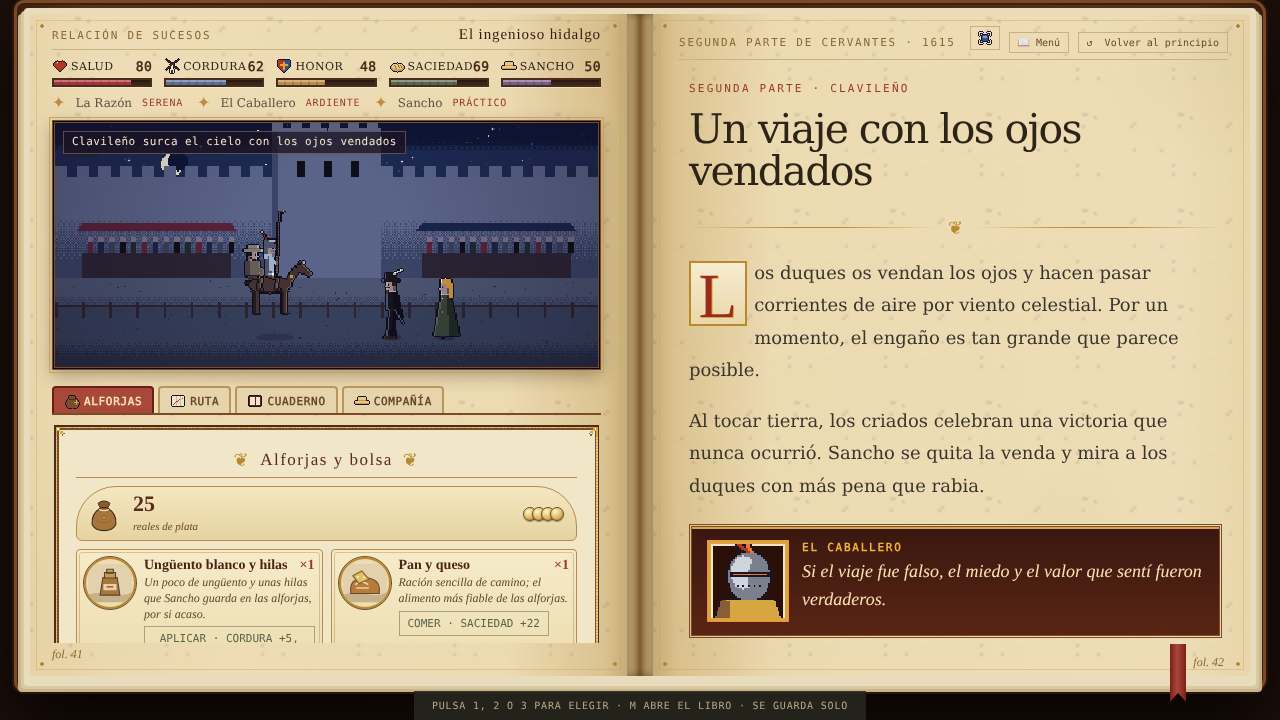 RELACIÓN DE SUCESOS
El ingenioso hidalgo
SALUD 80
CORDURA 62
HONOR 48
SACIEDAD 69
SANCHO 50
La Razón SERENA
El Caballero ARDIENTE
Sancho PRÁCTICO
Clavileño surca el cielo con los ojos vendados
ALFORJAS
RUTA
CUADERNO
COMPAÑÍA
Alforjas y bolsa
25
reales de plata
Ungüento blanco y hilas ×1
Un poco de ungüento y unas hilas
que Sancho guarda en las alforjas,
por si acaso.
APLICAR · CORDURA +5,
Pan y queso ×1
Ración sencilla de camino; el
alimento más fiable de las alforjas.
COMER · SACIEDAD +22
fol. 41
SEGUNDA PARTE DE CERVANTES · 1615
Menú
Volver al principio
SEGUNDA PARTE · CLAVILEÑO
Un viaje con los ojos
vendados
Los duques os vendan los ojos y hacen pasar
corrientes de aire por viento celestial. Por un
momento, el engaño es tan grande que parece
posible.
Al tocar tierra, los criados celebran una victoria que
nunca ocurrió. Sancho se quita la venda y mira a los
duques con más pena que rabia.
EL CABALLERO
Si el viaje fue falso, el miedo y el valor que sentí fueron
verdaderos.
fol. 42
PULSA 1, 2 O 3 PARA ELEGIR · M ABRE EL LIBRO · SE GUARDA SOLO